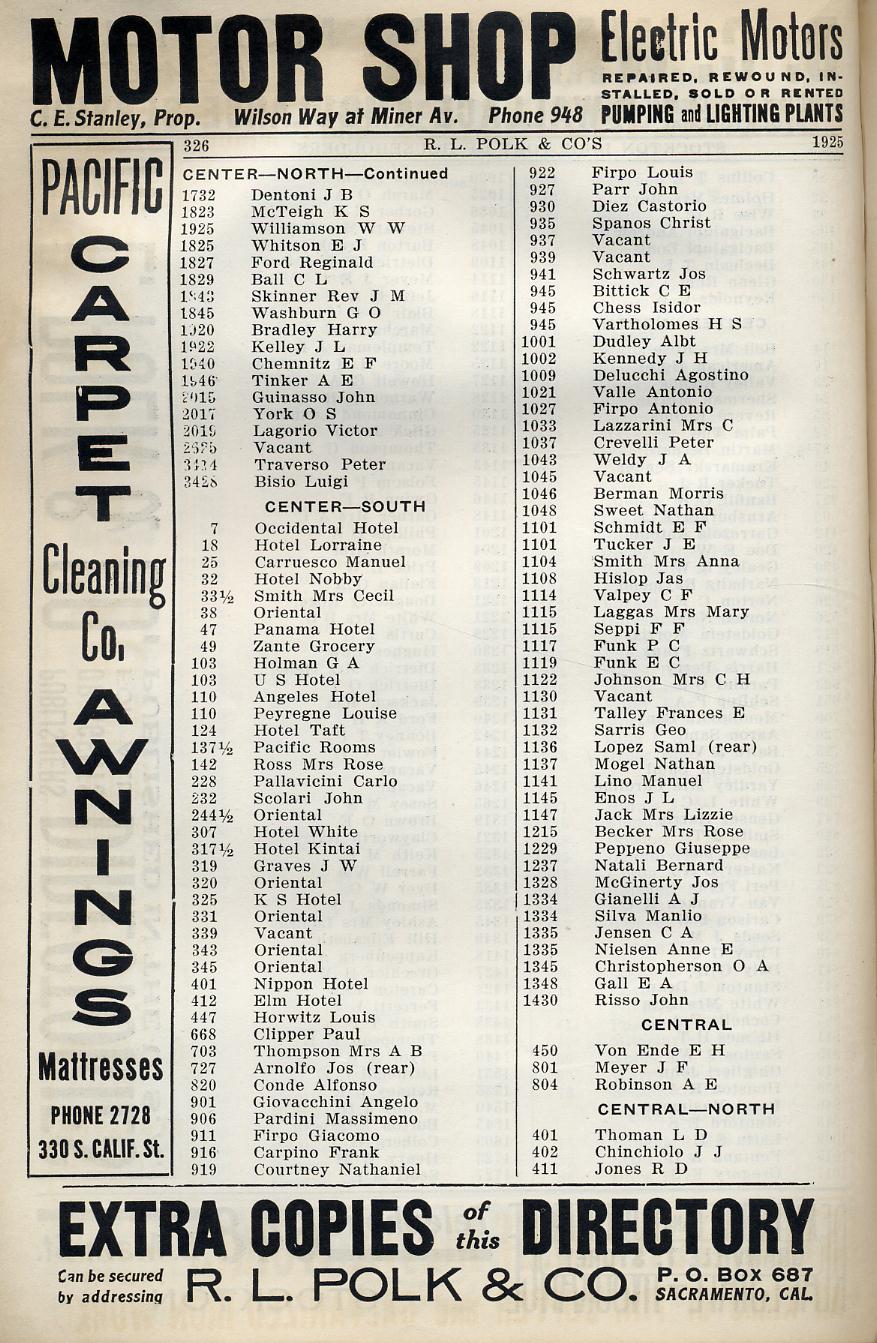 MOTOR SHOP
Electric Motors
REPAIRED, REWOUND, IN-
STALLED, SOLD OR RENTED
PUMPING and LIGHTING PLANTS
C. E. Stanley, Prop. Wilson Way at Miner Av. Phone 948
326 R. L. POLK & CO'S 1925
PACIFIC
CARPET
Cleaning
Co.
AWNINGS
Mattresses
PHONE 2728
330 S. CALIF. St.
CENTER—NORTH—Continued
1732 Dentoni J B
1823 McTeigh K S
1925 Williamson W W
1825 Whitson E J
1827 Ford Reginald
1829 Ball C L
1843 Skinner Rev J M
1845 Washburn G O
1920 Bradley Harry
1922 Kelley J L
1940 Chemnitz E F
1946 Tinker A E
2015 Guinasso John
2017 York O S
2019 Lagorio Victor
Vacant
3424 Traverso Peter
3428 Bisio Luigi
CENTER—SOUTH
7 Occidental Hotel
18 Hotel Lorraine
25 Carruesco Manuel
32 Hotel Nobby
33½ Smith Mrs Cecil
38 Oriental
47 Panama Hotel
49 Zante Grocery
103 Holman G A
103 U S Hotel
110 Angeles Hotel
110 Peyregne Louise
124 Hotel Taft
137½ Pacific Rooms
142 Ross Mrs Rose
228 Pallavicini Carlo
232 Scolari John
244½ Oriental
307 Hotel White
317½ Hotel Kintai
319 Graves J W
320 Oriental
325 K S Hotel
331 Oriental
339 Vacant
343 Oriental
345 Oriental
401 Nippon Hotel
412 Elm Hotel
447 Horwitz Louis
668 Clipper Paul
703 Thompson Mrs A B
727 Arnolfo Jos (rear)
820 Conde Alfonso
901 Giovacchini Angelo
906 Pardini Massimeno
911 Firpo Giacomo
916 Carpino Frank
919 Courtney Nathaniel
922 Firpo Louis
927 Parr John
930 Diez Castorio
935 Spanos Christ
937 Vacant
939 Vacant
941 Schwartz Jos
945 Bittick C E
945 Chess Isidor
945 Vartholomes H S
1001 Dudley Albt
1002 Kennedy J H
1009 Delucchi Agostino
1021 Valle Antonio
1027 Firpo Antonio
1033 Lazzarini Mrs C
1037 Crevelli Peter
1043 Weldy J A
1045 Vacant
1046 Berman Morris
1048 Sweet Nathan
1101 Schmidt E F
1101 Tucker J E
1104 Smith Mrs Anna
1108 Hislop Jas
1114 Valpey C F
1115 Laggas Mrs Mary
1115 Seppi F F
1117 Funk P C
1119 Funk E C
1122 Johnson Mrs C H
1130 Vacant
1131 Talley Frances E
1132 Sarris Geo
1136 Lopez Saml (rear)
1137 Mogel Nathan
1141 Lino Manuel
1145 Enos J L
1147 Jack Mrs Lizzie
1215 Becker Mrs Rose
1229 Peppeno Giuseppe
1237 Natali Bernard
1328 McGinerty Jos
1334 Gianelli A J
1334 Silva Manlio
1335 Jensen C A
1335 Nielsen Anne E
1345 Christopherson O A
1348 Gall E A
1430 Risso John
CENTRAL
450 Von Ende E H
801 Meyer J F
804 Robinson A E
CENTRAL—NORTH
401 Thoman L D
402 Chinchiolo J J
411 Jones R D
EXTRA COPIES of this DIRECTORY
Can be secured
by addressing
R. L. POLK & CO.
P. O. BOX 687
SACRAMENTO, CAL.